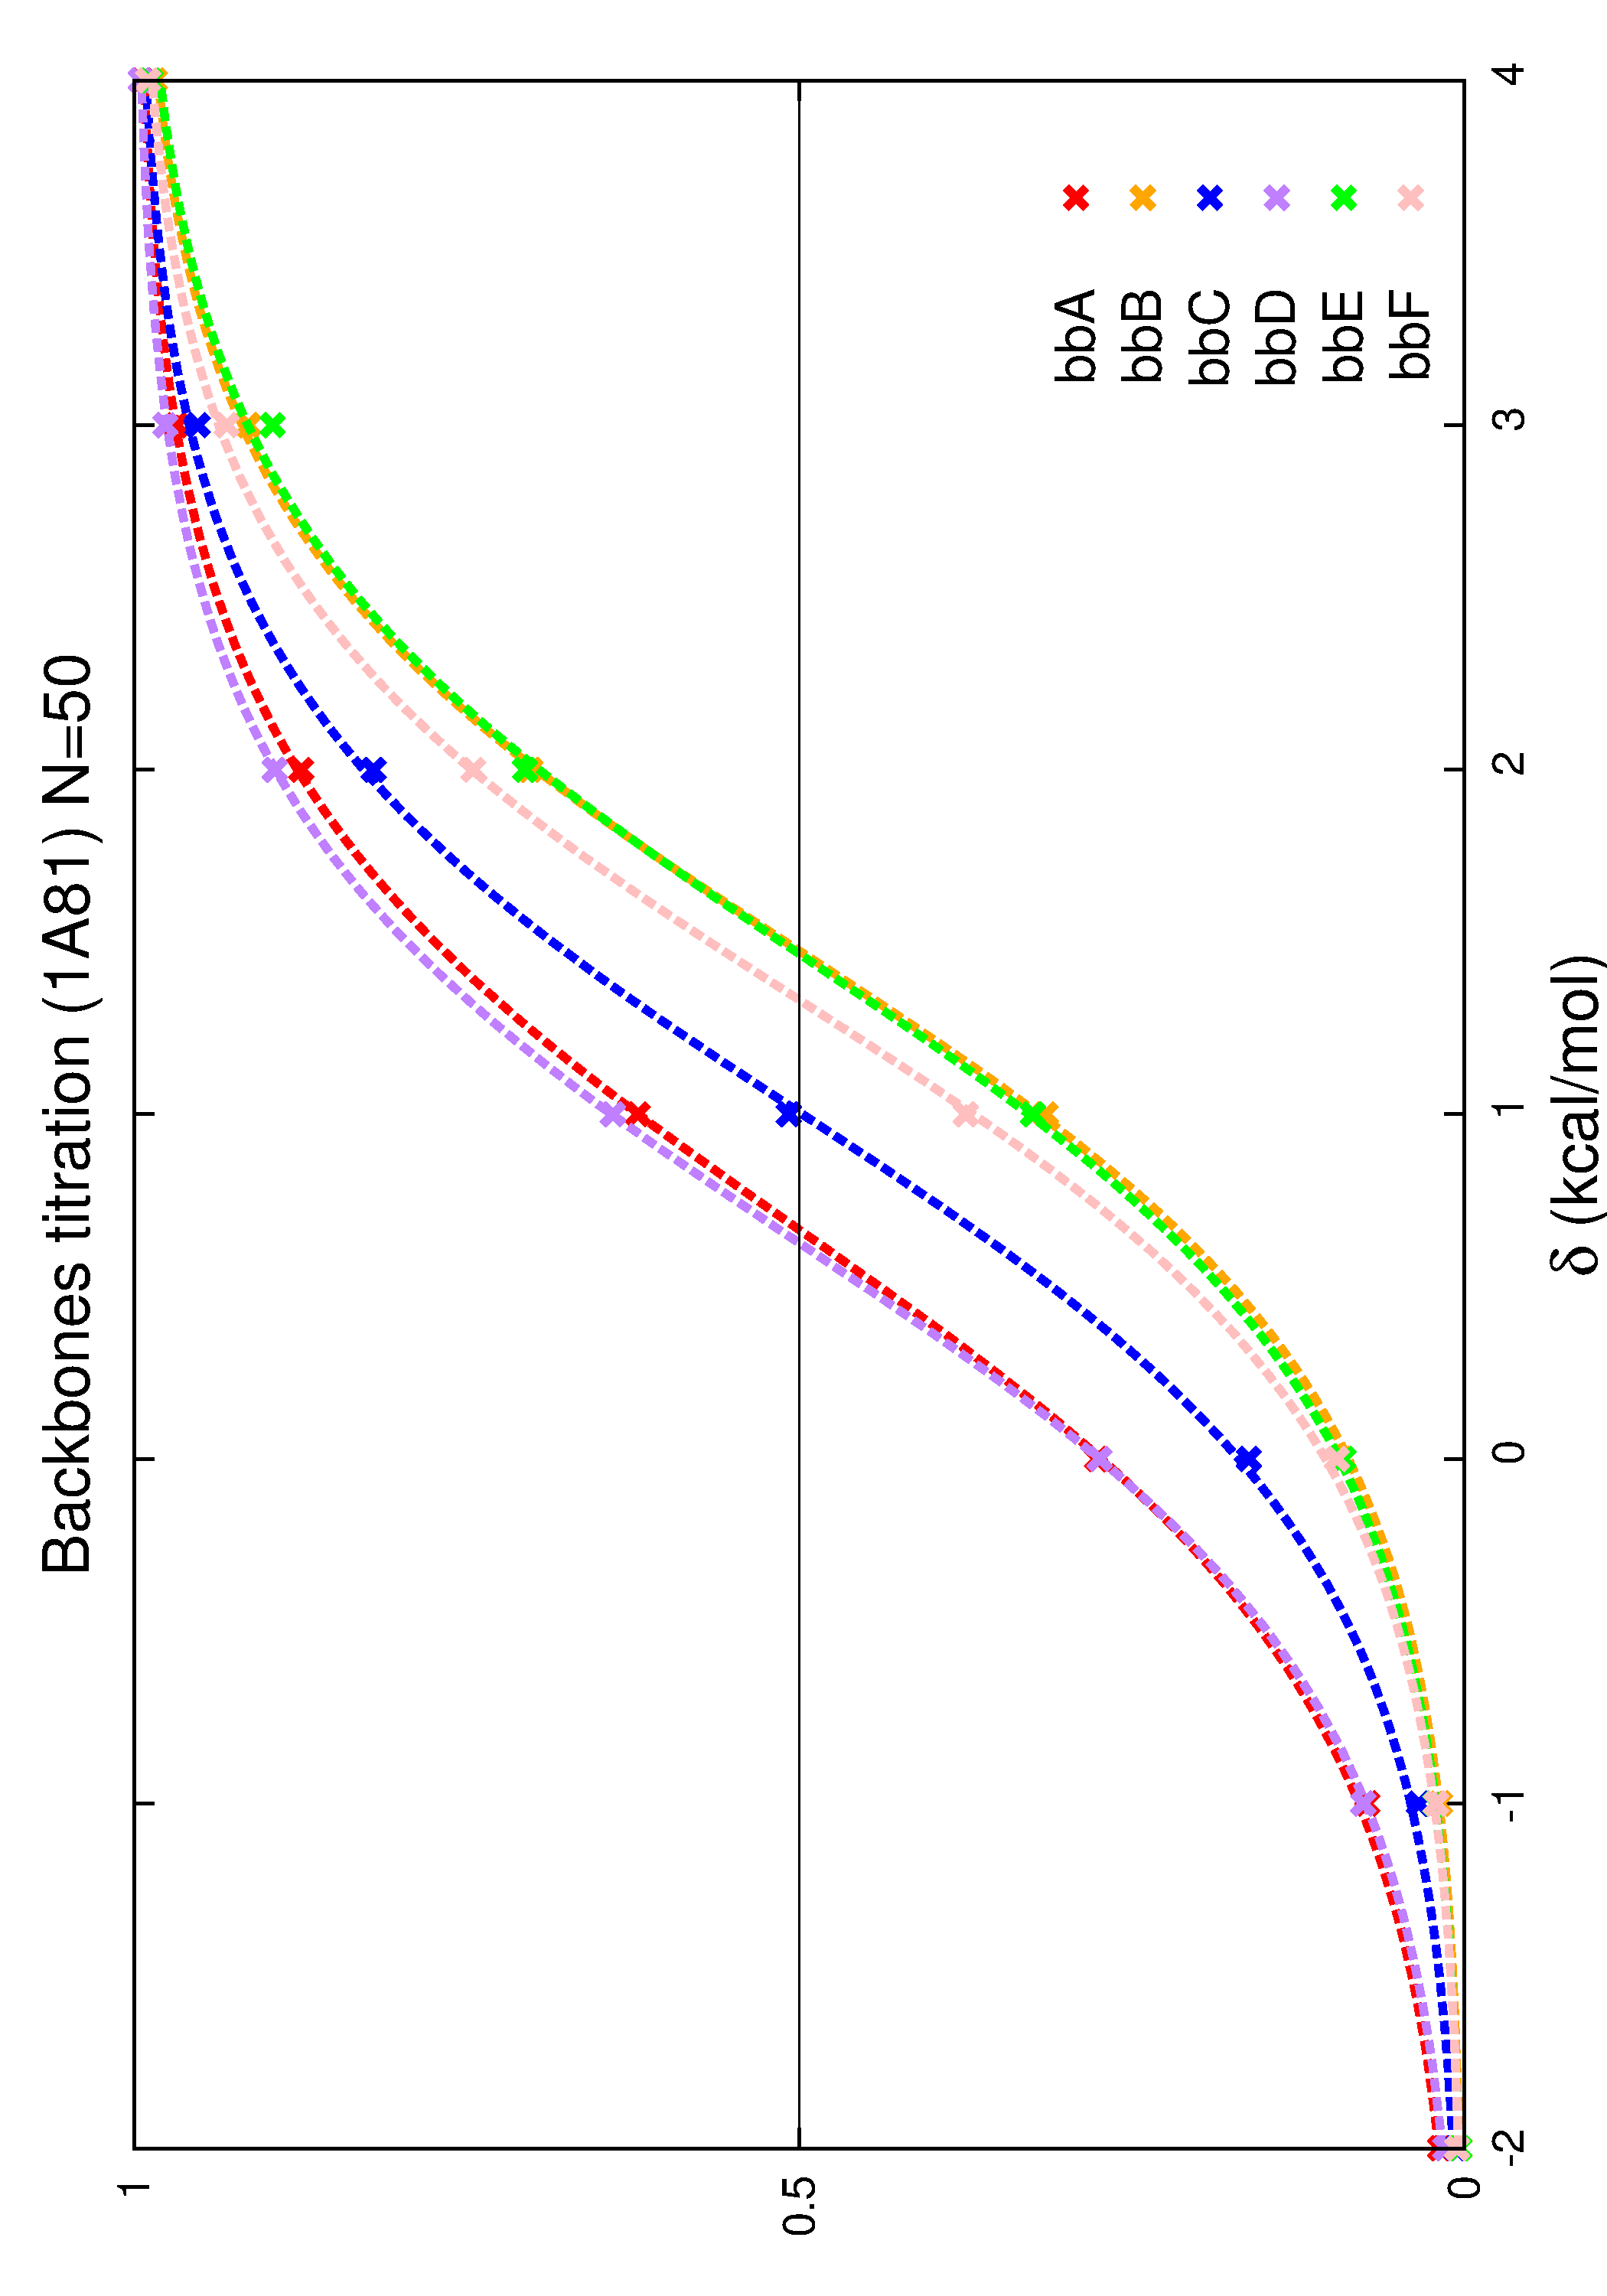 Backbones titration (1A81) N=50
1
0.5
0
-2
-1
0
1
2
3
4
δ (kcal/mol)
bbA
bbB
bbC
bbD
bbE
bbF